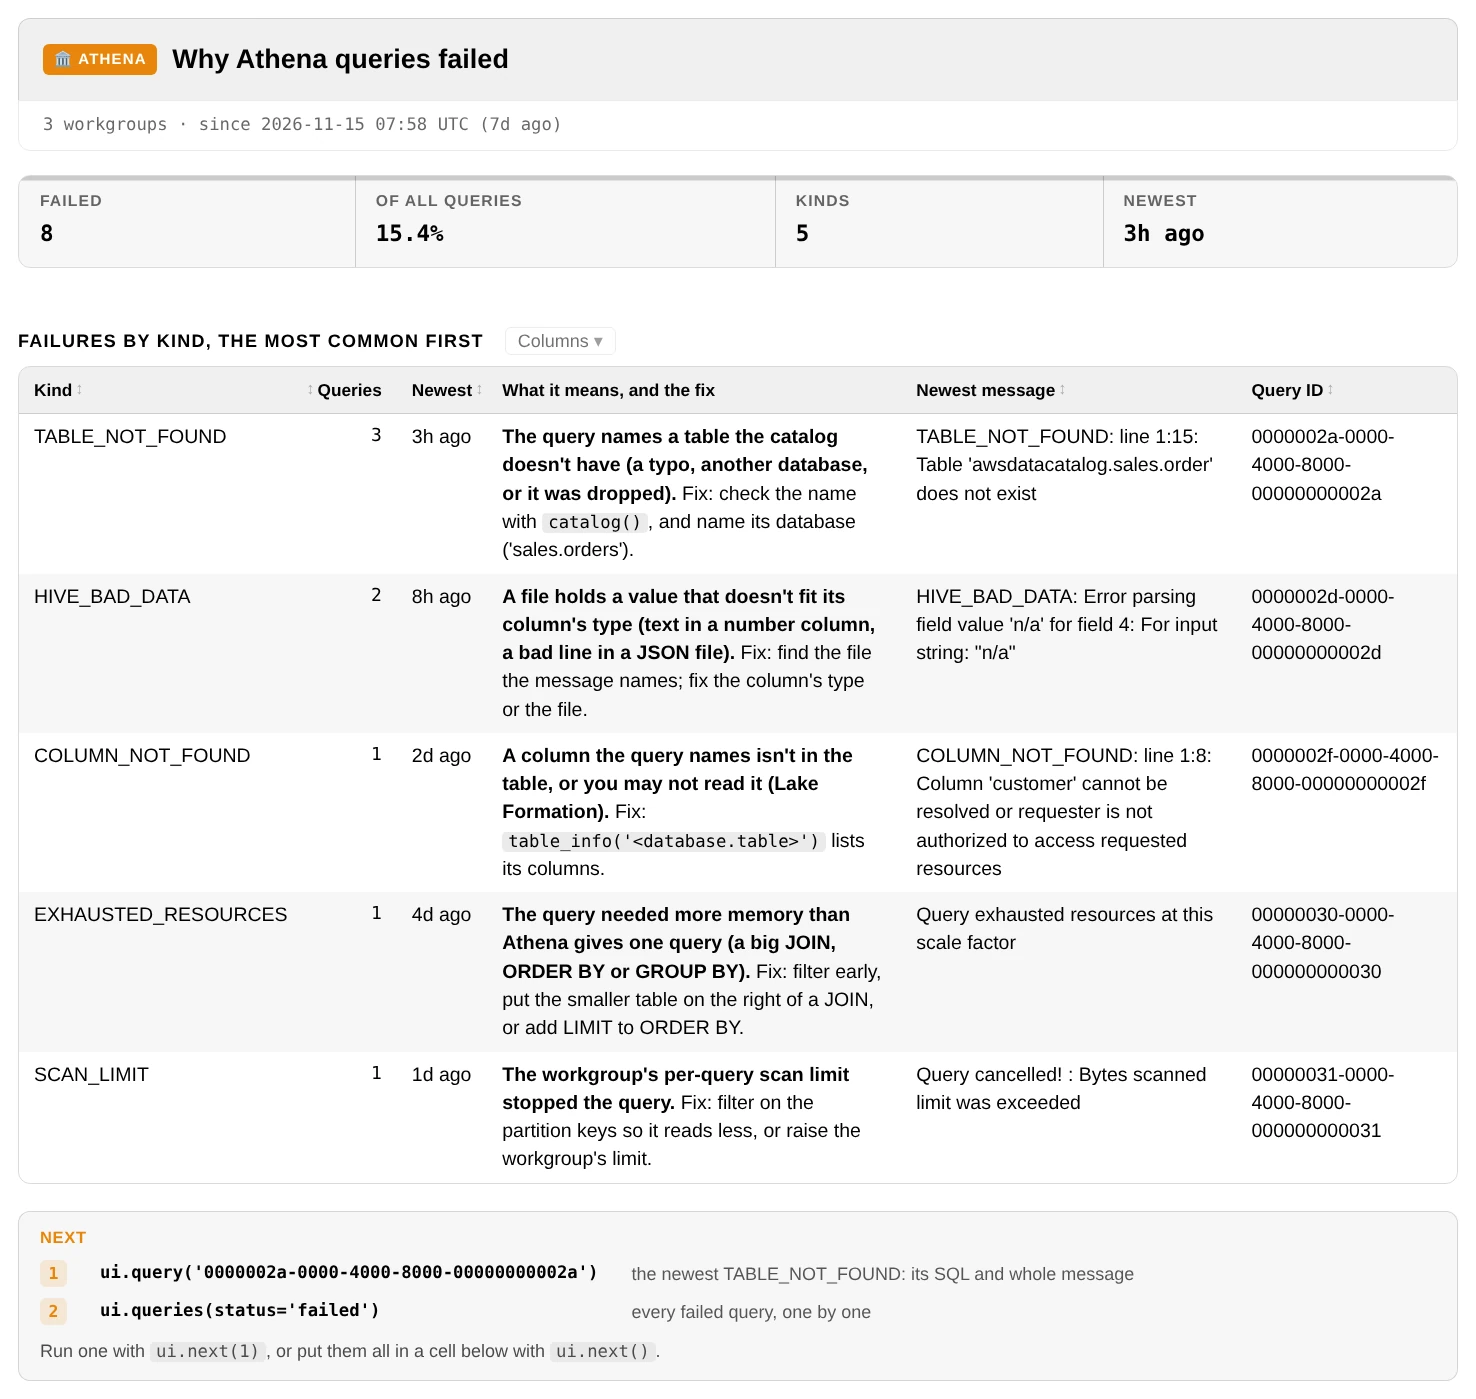 🏛️ ATHENA Why Athena queries failed
3 workgroups · since 2026-11-15 07:58 UTC (7d ago)
FAILED
8
OF ALL QUERIES
15.4%
KINDS
5
NEWEST
3h ago
FAILURES BY KIND, THE MOST COMMON FIRST Columns ▾
Kind ↕ ↕ Queries Newest ↕ What it means, and the fix Newest message ↕ Query ID ↕
TABLE_NOT_FOUND
3
3h ago
The query names a table the catalog
doesn't have (a typo, another database,
or it was dropped). Fix: check the name
with catalog(), and name its database
('sales.orders').
TABLE_NOT_FOUND: line 1:15:
Table 'awsdatacatalog.sales.order'
does not exist
0000002a-0000-
4000-8000-
00000000002a
HIVE_BAD_DATA
2
8h ago
A file holds a value that doesn't fit its
column's type (text in a number column,
a bad line in a JSON file). Fix: find the file
the message names; fix the column's type
or the file.
HIVE_BAD_DATA: Error parsing
field value 'n/a' for field 4: For input
string: "n/a"
0000002d-0000-
4000-8000-
00000000002d
COLUMN_NOT_FOUND
1
2d ago
A column the query names isn't in the
table, or you may not read it (Lake
Formation). Fix:
table_info('<database.table>') lists
its columns.
COLUMN_NOT_FOUND: line 1:8:
Column 'customer' cannot be
resolved or requester is not
authorized to access requested
resources
0000002f-0000-4000-
8000-00000000002f
EXHAUSTED_RESOURCES
1
4d ago
The query needed more memory than
Athena gives one query (a big JOIN,
ORDER BY or GROUP BY). Fix: filter early,
put the smaller table on the right of a JOIN,
or add LIMIT to ORDER BY.
Query exhausted resources at this
scale factor
00000030-0000-
4000-8000-
000000000030
SCAN_LIMIT
1
1d ago
The workgroup's per-query scan limit
stopped the query. Fix: filter on the
partition keys so it reads less, or raise the
workgroup's limit.
Query cancelled! : Bytes scanned
limit was exceeded
00000031-0000-
4000-8000-
000000000031
NEXT
1 ui.query('0000002a-0000-4000-8000-00000000002a') the newest TABLE_NOT_FOUND: its SQL and whole message
2 ui.queries(status='failed') every failed query, one by one
Run one with ui.next(1), or put them all in a cell below with ui.next().